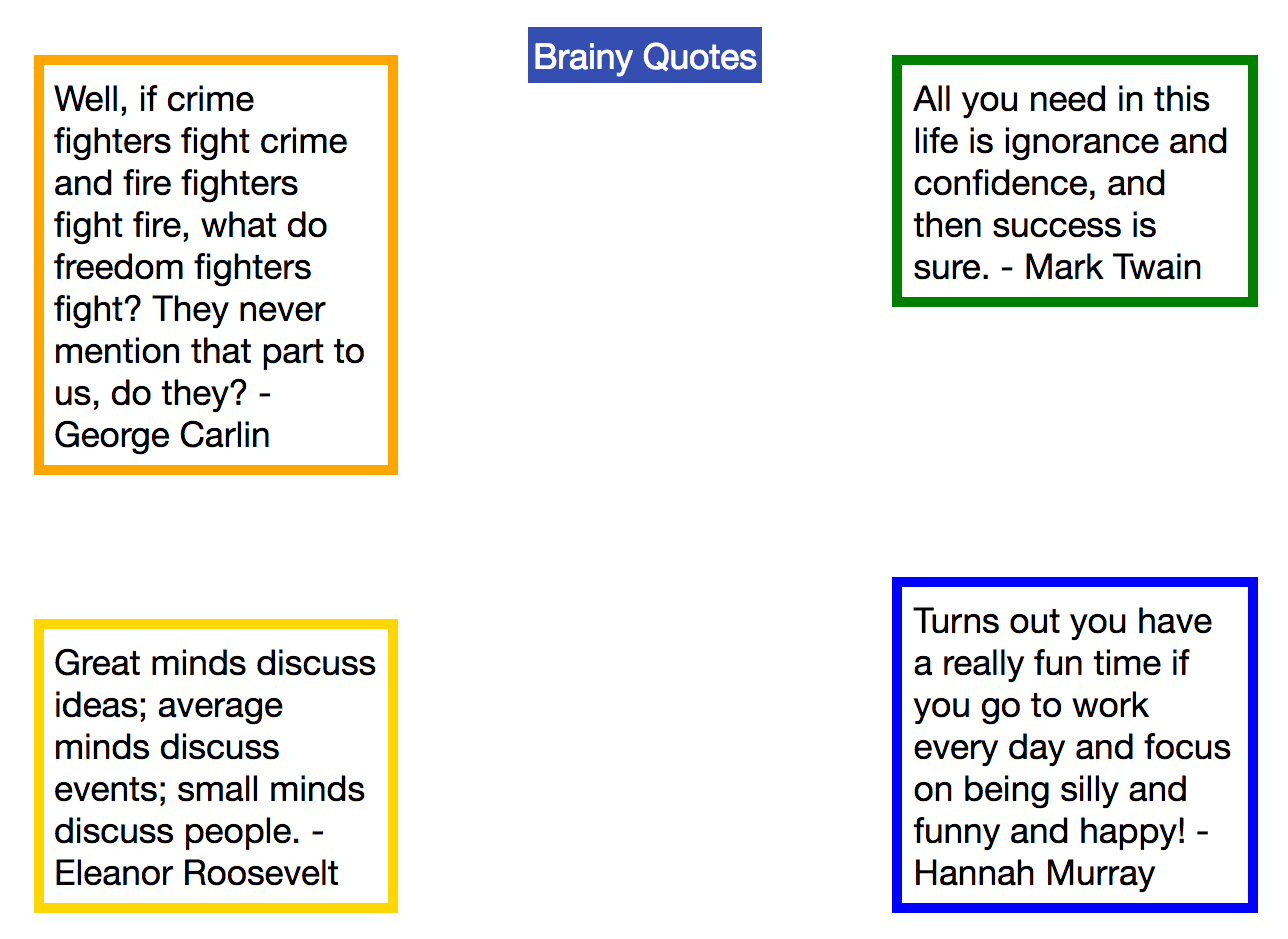 Brainy Quotes
Well, if crime
fighters fight crime
and fire fighters
fight fire, what do
freedom fighters
fight? They never
mention that part to
us, do they? -
George Carlin
All you need in this
life is ignorance and
confidence, and
then success is
sure. - Mark Twain
Great minds discuss
ideas; average
minds discuss
events; small minds
discuss people. -
Eleanor Roosevelt
Turns out you have
a really fun time if
you go to work
every day and focus
on being silly and
funny and happy! -
Hannah Murray